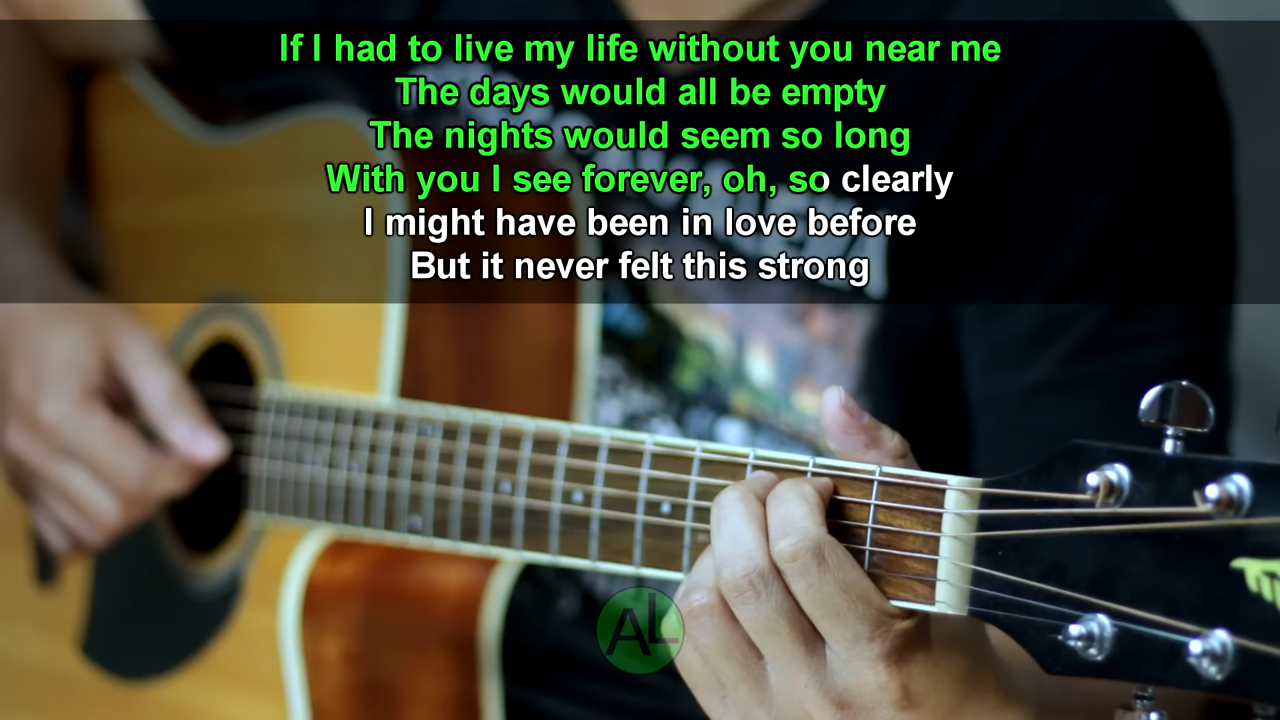 If I had to live my life without you near me
The days would all be empty
The nights would seem so long
With you I see forever, oh, so clearly
I might have been in love before
But it never felt this strong
AL